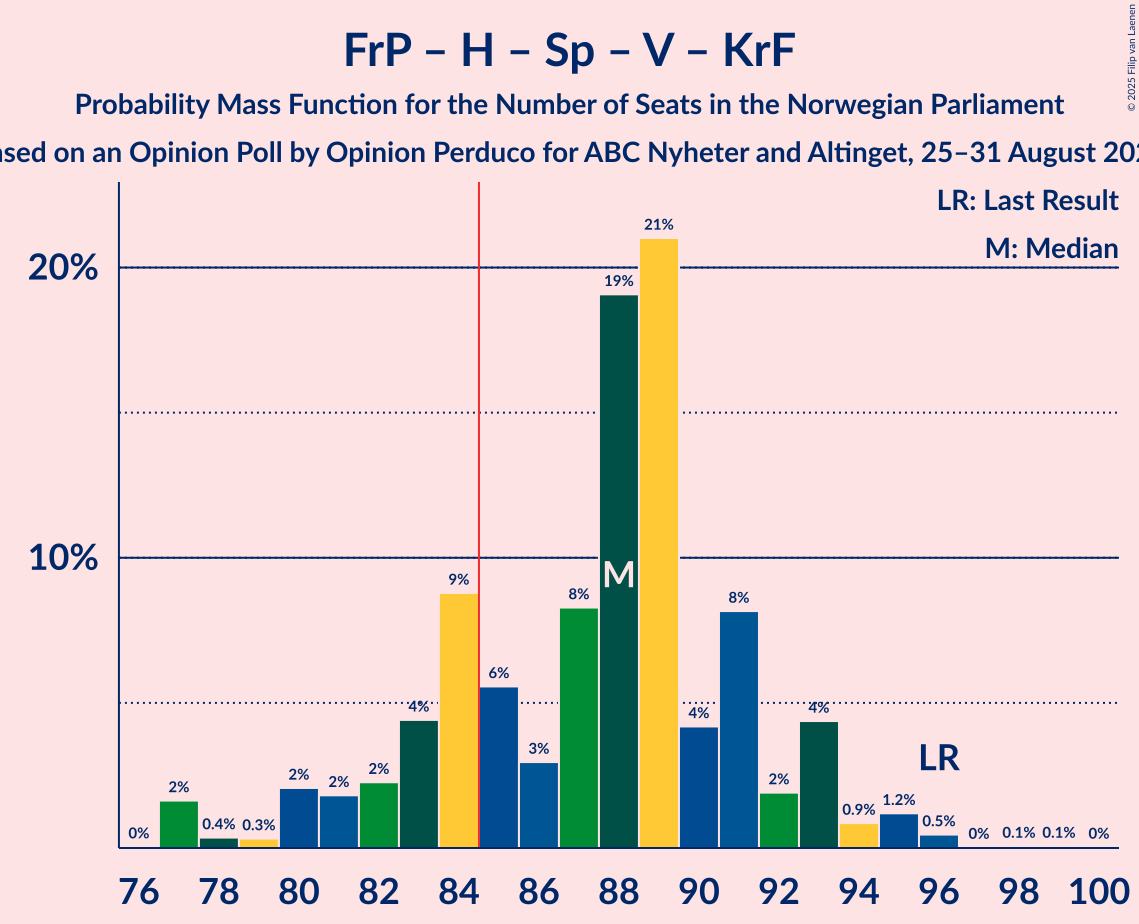 FrP – H – Sp – V – KrF
Probability Mass Function for the Number of Seats in the Norwegian Parliament
on an Opinion Poll by Opinion Perduco for ABC Nyheter and Altinget, 25–31 August
© 2025 Filip van Laenen
LR: Last Result
M: Median
20%
10%
0% 2% 0.4% 0.3% 2% 2% 2% 4% 9% 6% 3% 8% 19% 21% 4% 8% 2% 4% 0.9% 1.2% 0.5% 0% 0.1% 0.1% 0%
M
LR
76 78 80 82 84 86 88 90 92 94 96 98 100